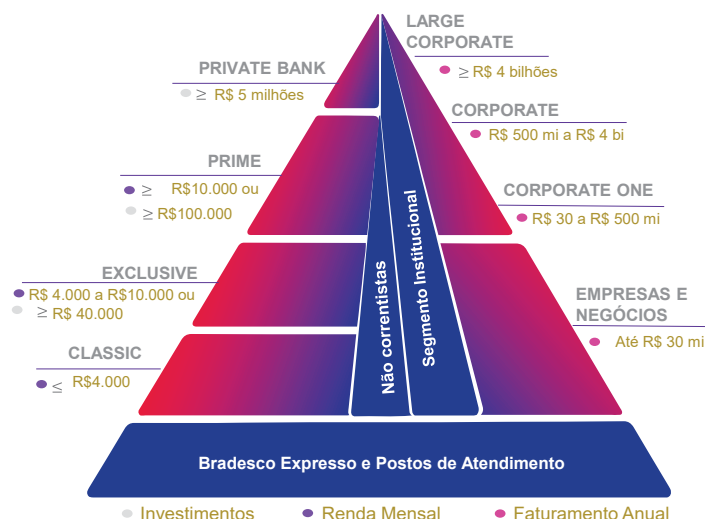 LARGE
CORPORATE
≥ R$ 4 bilhões
PRIVATE BANK
≥ R$ 5 milhões
CORPORATE
R$ 500 mi a R$ 4 bi
PRIME
≥ R$10.000 ou
≥ R$100.000
CORPORATE ONE
R$ 30 a R$ 500 mi
EXCLUSIVE
R$ 4.000 a R$10.000 ou
≥ R$ 40.000
EMPRESAS E
NEGÓCIOS
Até R$ 30 mi
CLASSIC
≤ R$4.000
Não correntistas
Segmento Institucional
Bradesco Expresso e Postos de Atendimento
Investimentos
Renda Mensal
Faturamento Anual